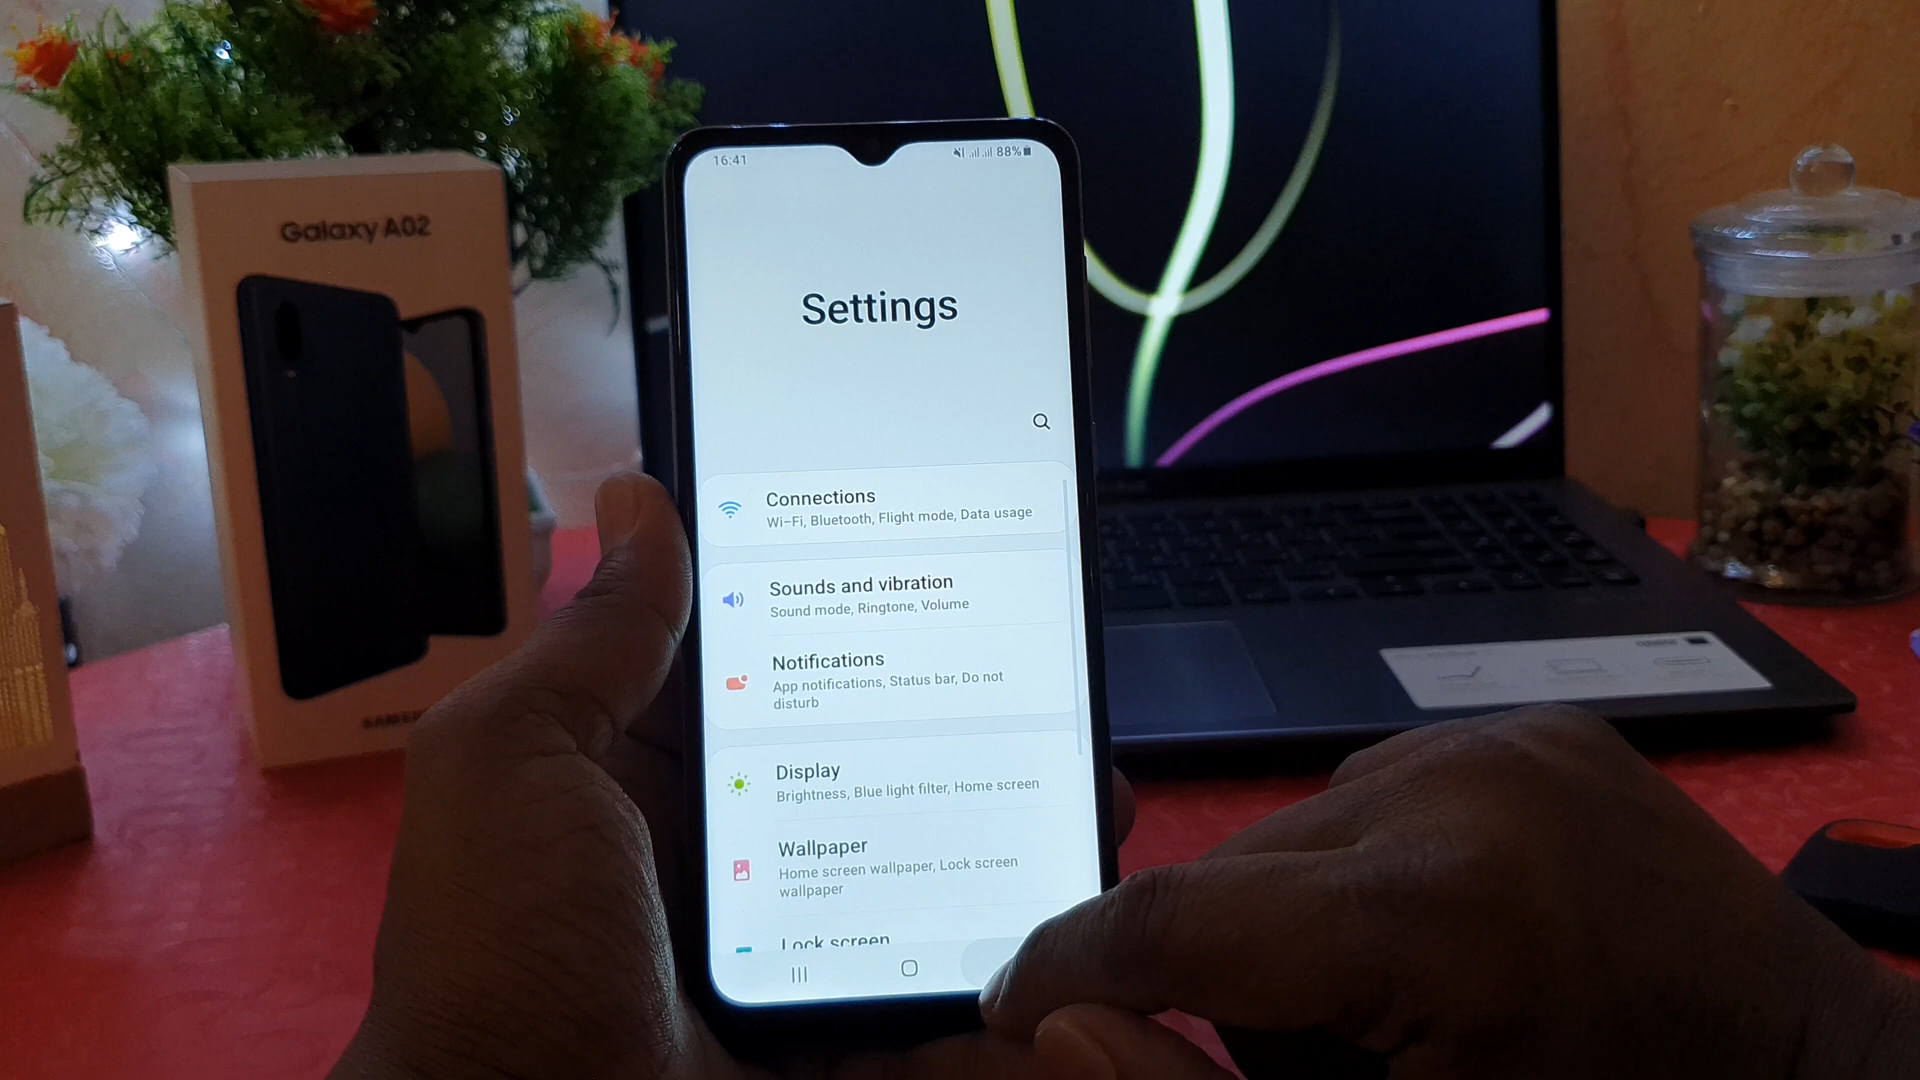 Galaxy A02
16:41
88%
Settings
Connections
Wi-Fi, Bluetooth, Flight mode, Data usage
Sounds and vibration
Sound mode, Ringtone, Volume
Notifications
App notifications, Status bar, Do not
disturb
Display
Brightness, Blue light filter, Home screen
Wallpaper
Home screen wallpaper, Lock screen
wallpaper
Lock screen